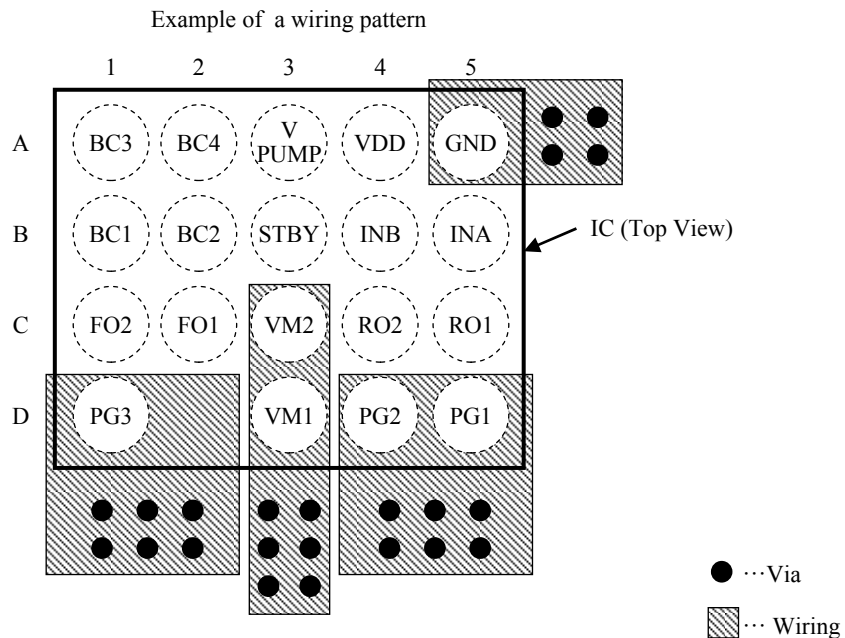 Example of a wiring pattern
1 2 3 4 5
A BC3 BC4 V PUMP VDD GND
B BC1 BC2 STBY INB INA
IC (Top View)
C FO2 FO1 VM2 RO2 RO1
D PG3 VM1 PG2 PG1
⋯Via
⋯ Wiring